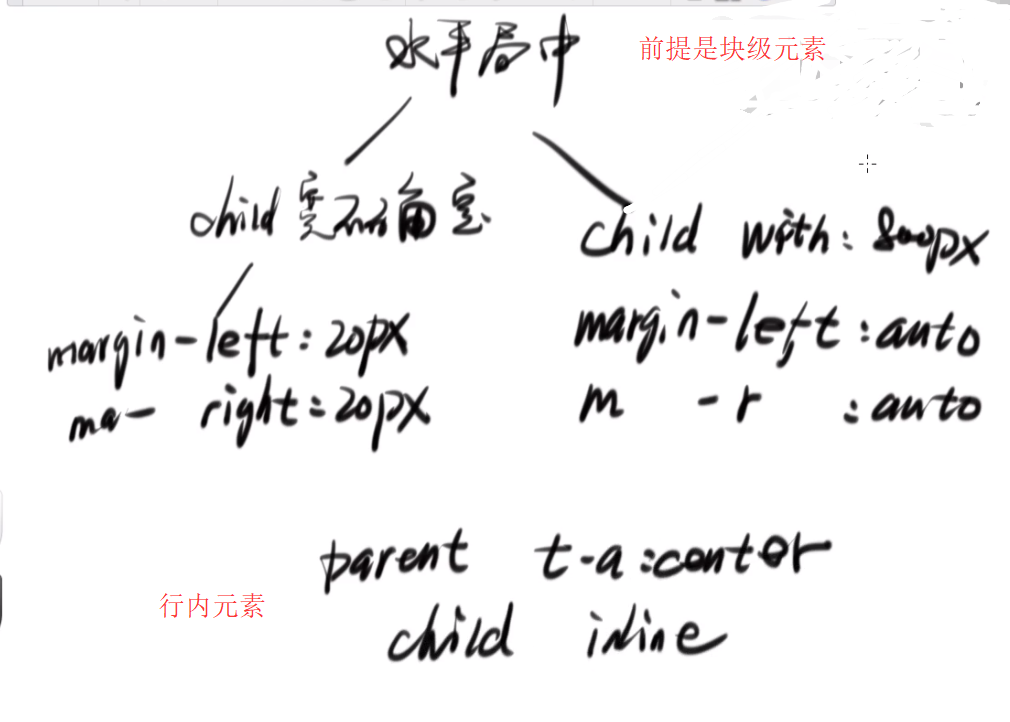 水平居中 前提是块级元素
child 宽不确定.
child with: 800px
margin-left: 20px
margin-left: auto
ma- right: 20px
m -r : auto
parent t-a: center
行内元素
child inline